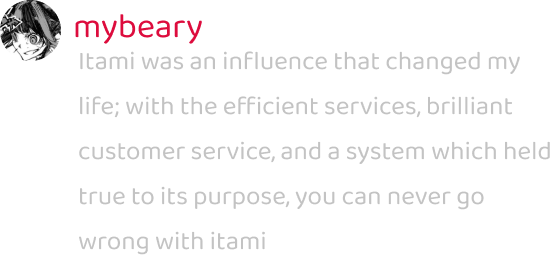 mybeary
Itami was an influence that changed my
life; with the efficient services, brilliant
customer service, and a system which held
true to its purpose, you can never go
wrong with itami